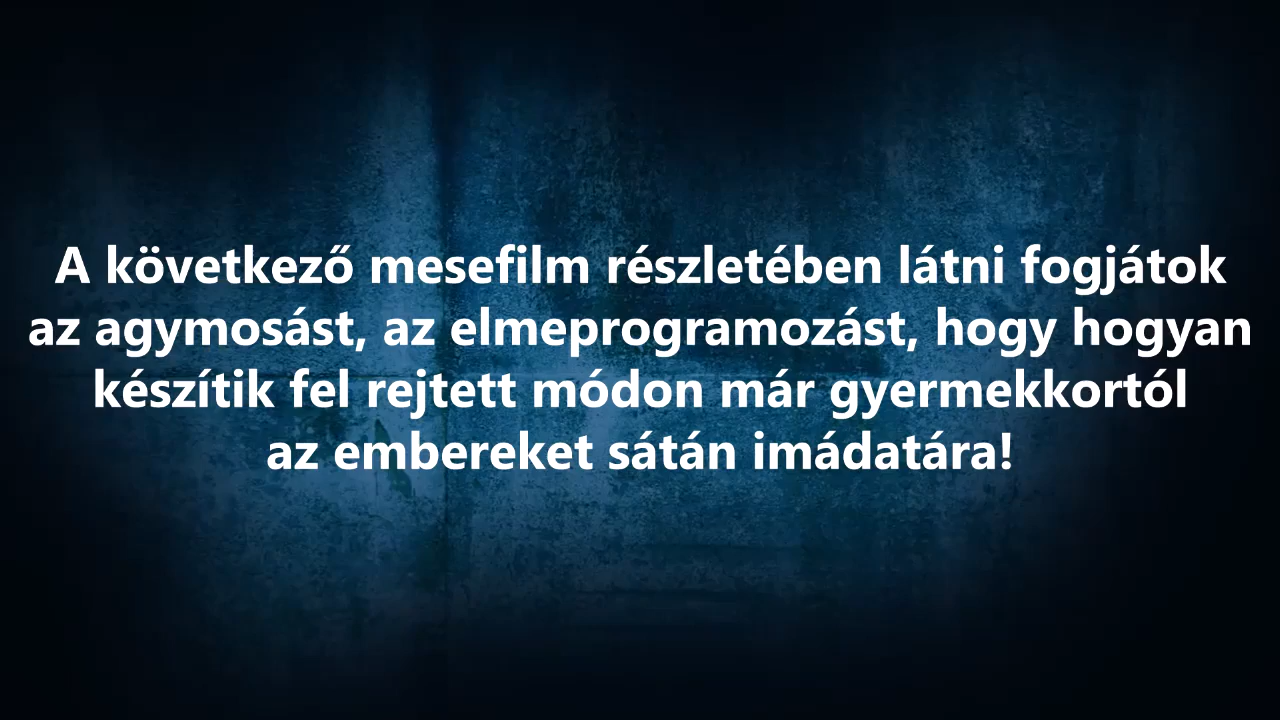 A következő mesefilm részletében látni fogjátok
az agymosást, az elmeprogramozást, hogy hogyan
készítik fel rejtett módon már gyermekkortól
az embereket sátán imádatára!